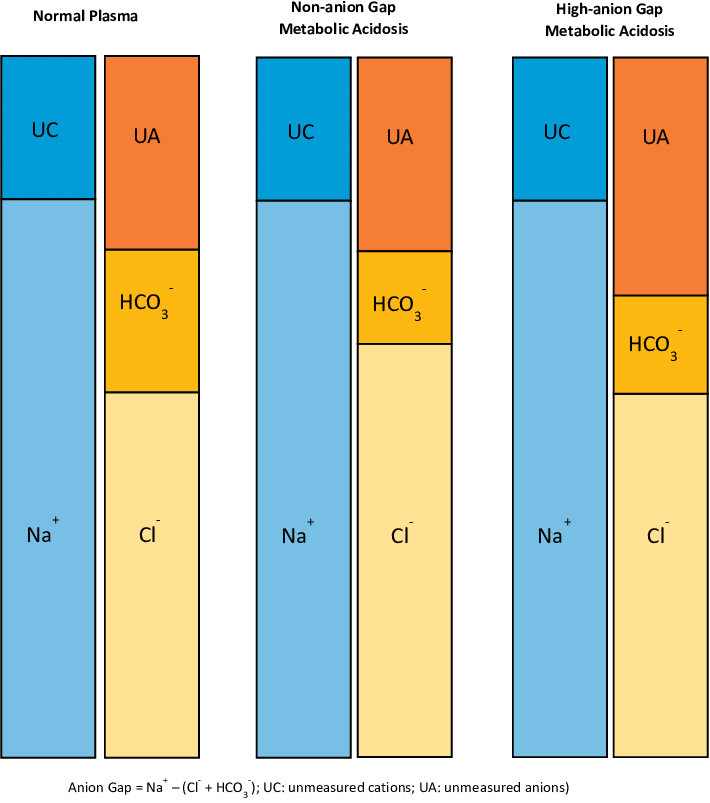 Normal Plasma
Non-anion Gap
Metabolic Acidosis
High-anion Gap
Metabolic Acidosis
UC
UA
HCO₃⁻
Na⁺
Cl⁻
UC
UA
HCO₃⁻
Na⁺
Cl⁻
UC
UA
HCO₃⁻
Na⁺
Cl⁻
Anion Gap = Na⁺ – (Cl⁻ + HCO₃⁻); UC: unmeasured cations; UA: unmeasured anions)